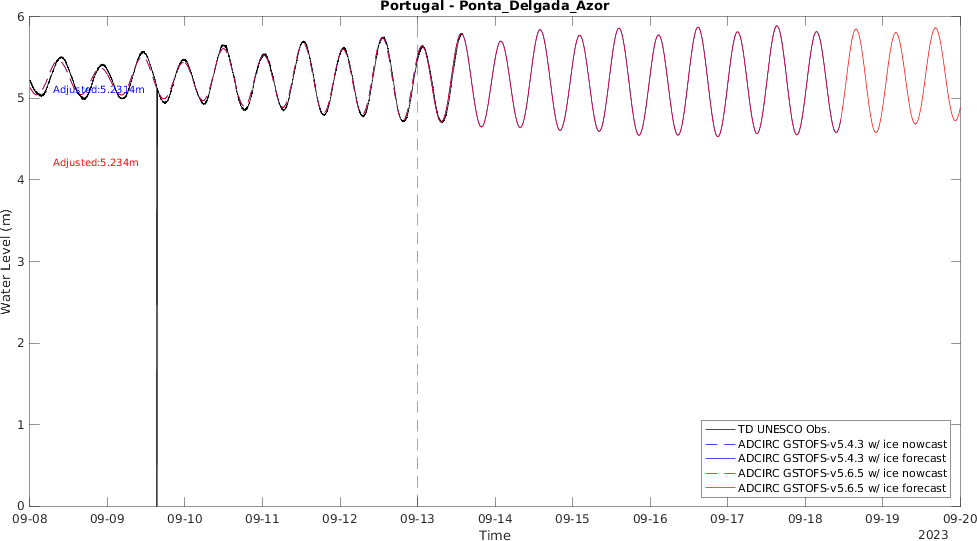 Portugal - Ponta_Delgada_Azor
6
5
4
3
2
1
0
Water Level (m)
Adjusted:5.2314m
Adjusted:5.234m
TD UNESCO Obs.
ADCIRC GSTOFS-v5.4.3 w/ ice nowcast
ADCIRC GSTOFS-v5.4.3 w/ ice forecast
ADCIRC GSTOFS-v5.6.5 w/ ice nowcast
ADCIRC GSTOFS-v5.6.5 w/ ice forecast
09-08 09-09 09-10 09-11 09-12 09-13 09-14 09-15 09-16 09-17 09-18 09-19 09-20
Time
2023